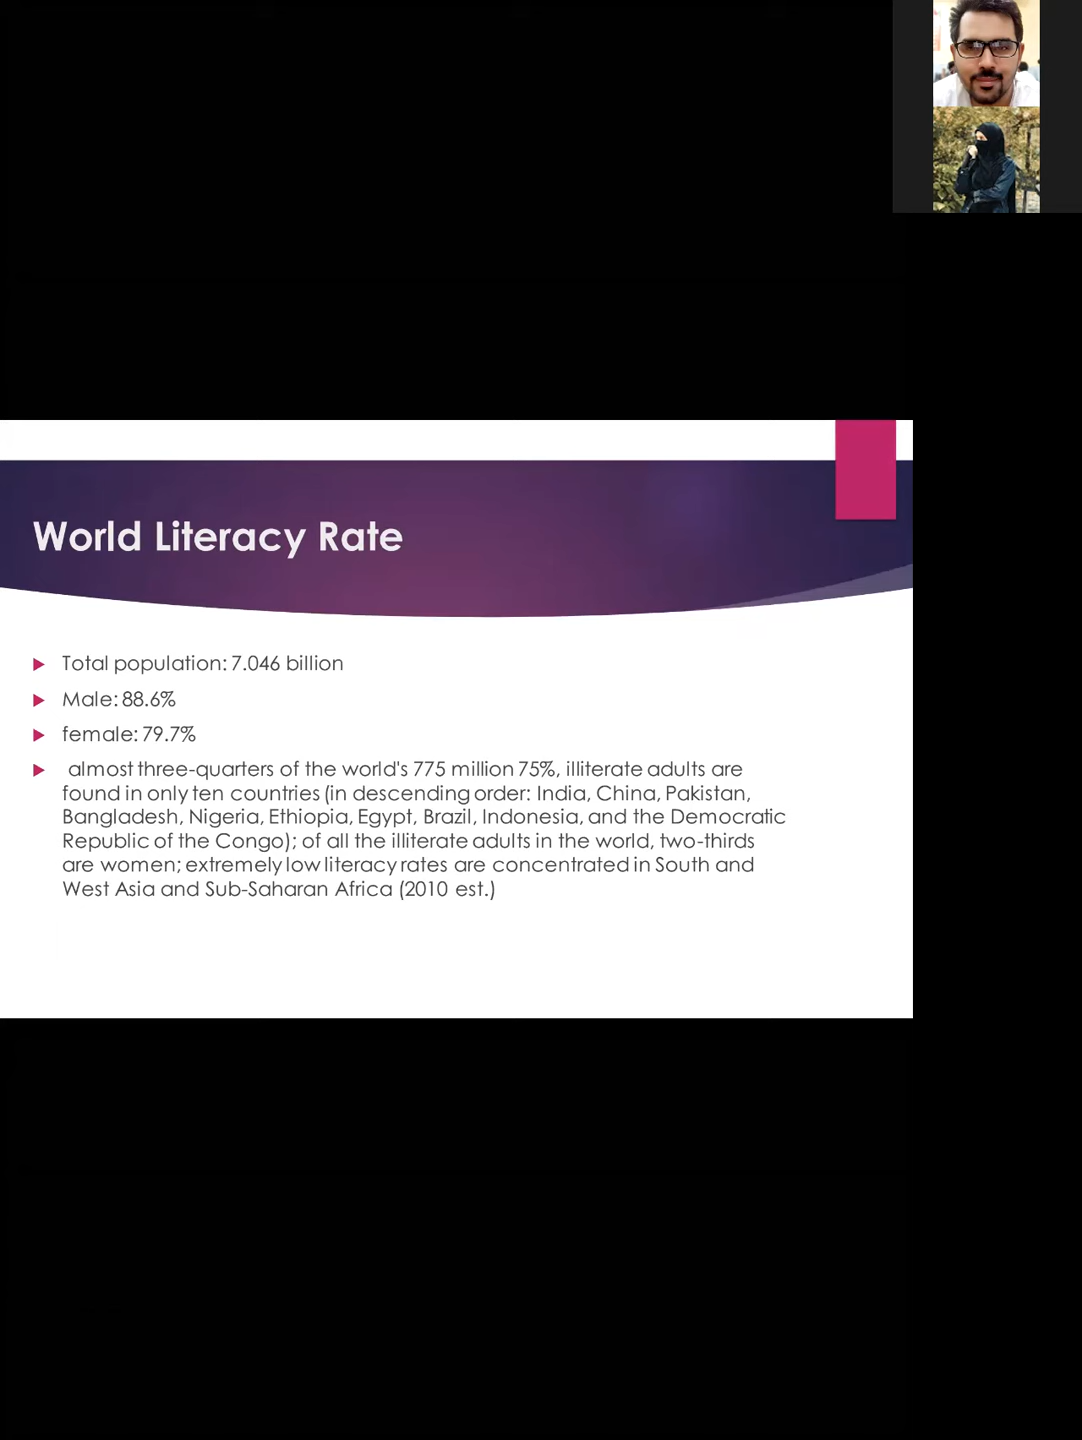 World Literacy Rate
Total population: 7.046 billion
Male: 88.6%
female: 79.7%
almost three-quarters of the world's 775 million 75%, illiterate adults are
found in only ten countries (in descending order: India, China, Pakistan,
Bangladesh, Nigeria, Ethiopia, Egypt, Brazil, Indonesia, and the Democratic
Republic of the Congo); of all the illiterate adults in the world, two-thirds
are women; extremely low literacy rates are concentrated in South and
West Asia and Sub-Saharan Africa (2010 est.)